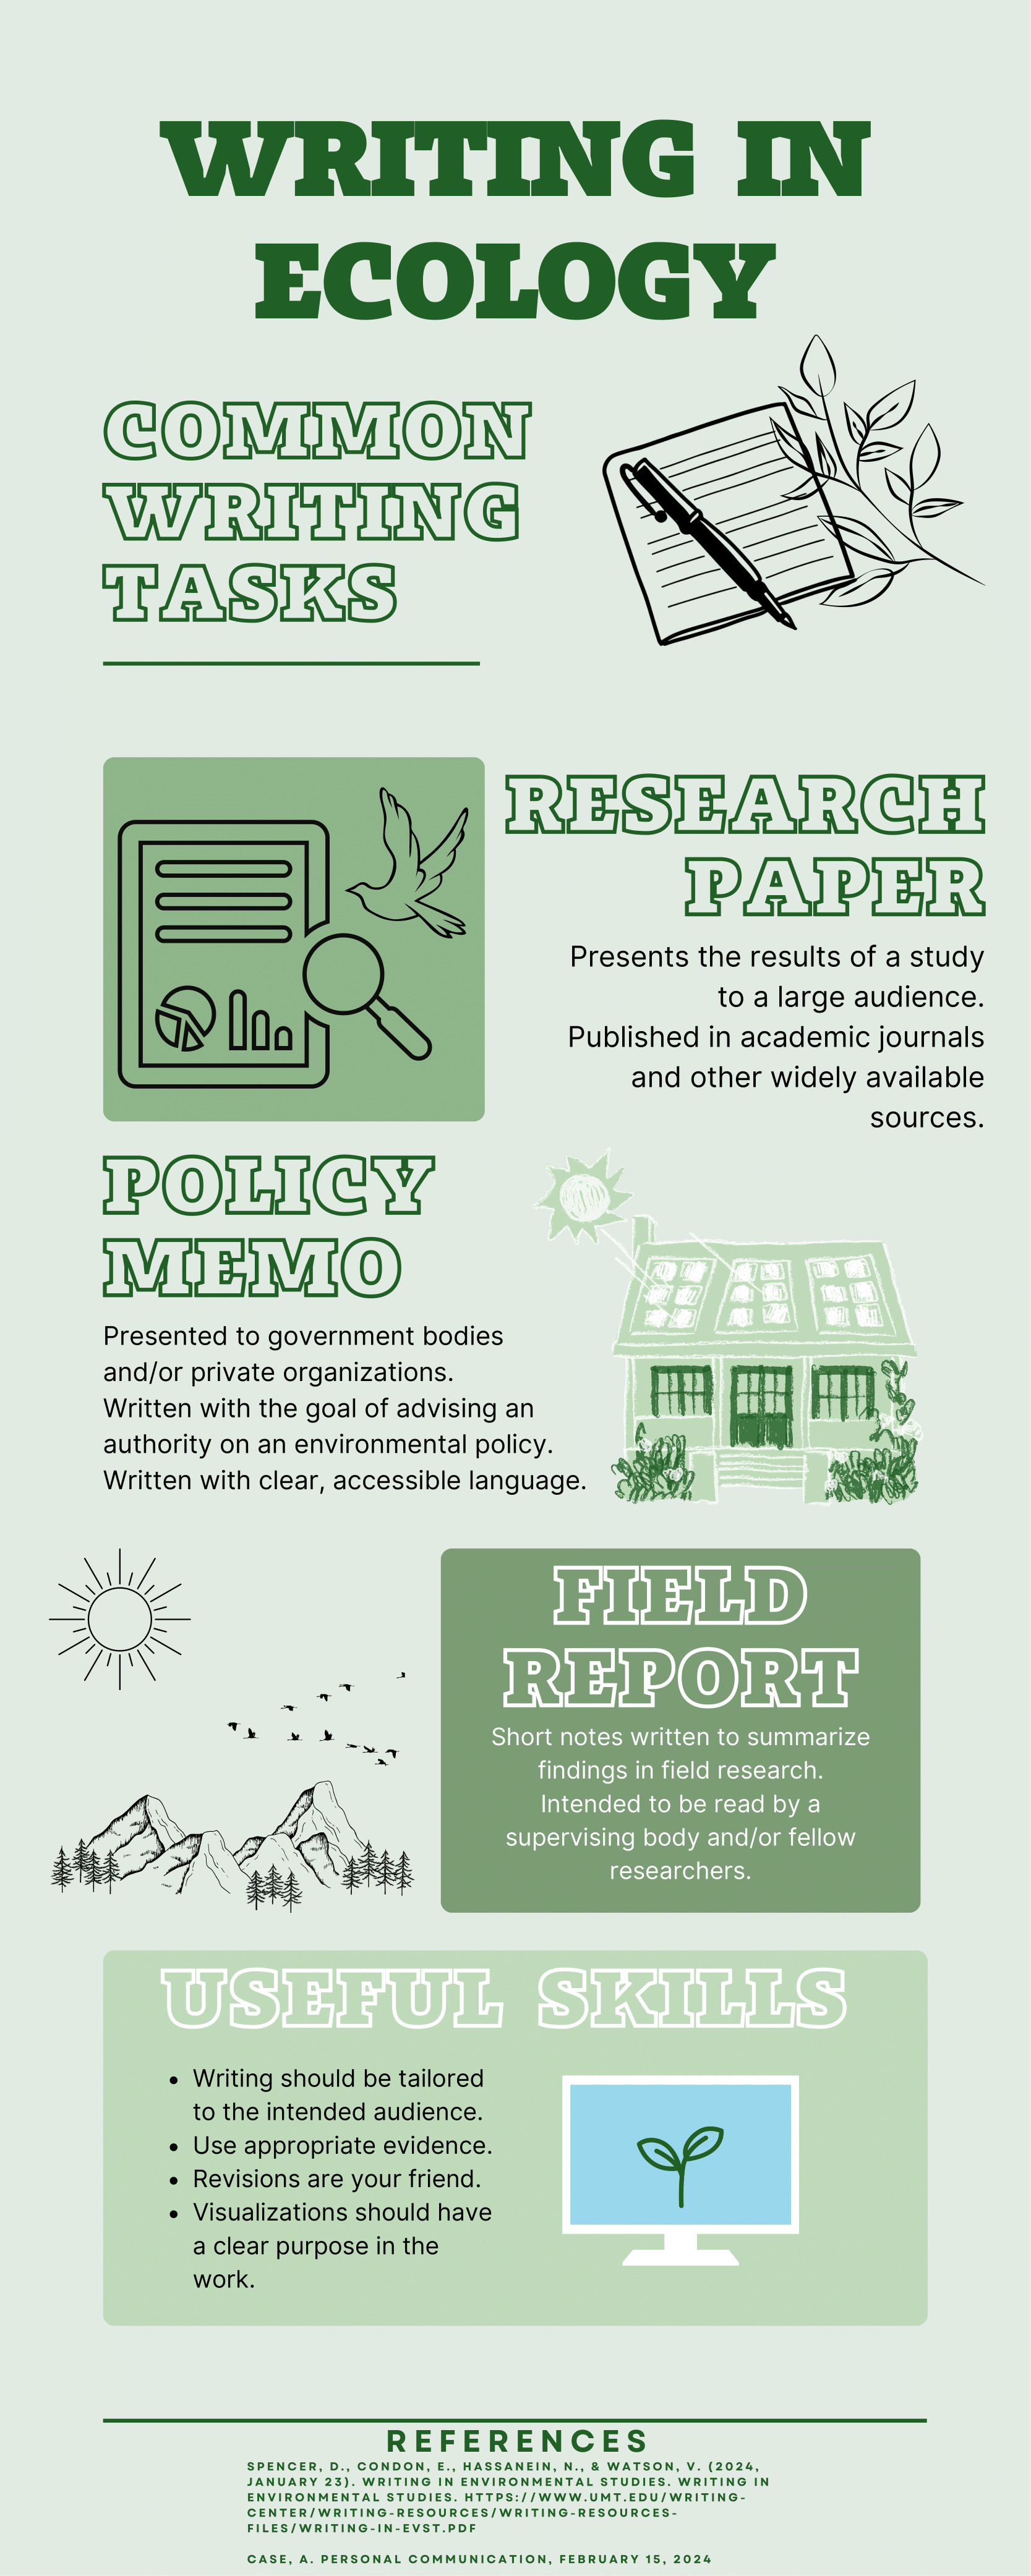 WRITING IN
ECOLOGY
COMMON
WRITING
TASKS
RESEARCH
PAPER
Presents the results of a study
to a large audience.
Published in academic journals
and other widely available
sources.
POLICY
MEMO
Presented to government bodies
and/or private organizations.
Written with the goal of advising an
authority on an environmental policy.
Written with clear, accessible language.
FIELD
REPORT
Short notes written to summarize
findings in field research.
Intended to be read by a
supervising body and/or fellow
researchers.
USEFUL SKILLS
• Writing should be tailored
to the intended audience.
• Use appropriate evidence.
• Revisions are your friend.
• Visualizations should have
a clear purpose in the
work.
REFERENCES
SPENCER, D., CONDON, E., HASSANEIN, N., & WATSON, V. (2024,
JANUARY 23). WRITING IN ENVIRONMENTAL STUDIES. WRITING IN
ENVIRONMENTAL STUDIES. HTTPS://WWW.UMT.EDU/WRITING-
CENTER/WRITING-RESOURCES/WRITING-RESOURCES-
FILES/WRITING-IN-EVST.PDF
CASE, A. PERSONAL COMMUNICATION, FEBRUARY 15, 2024